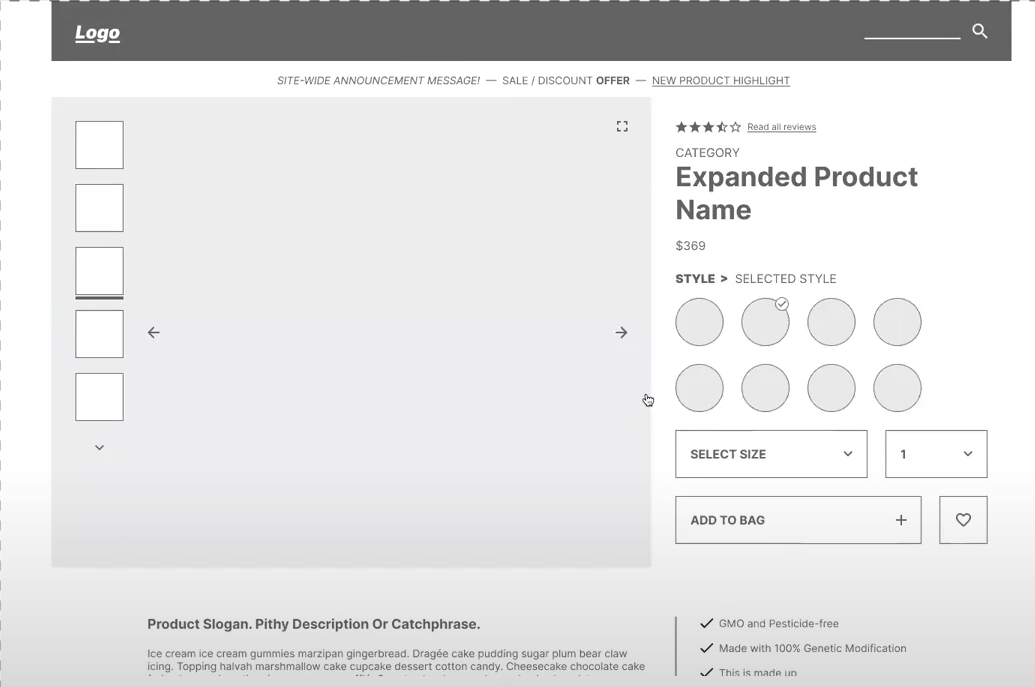 Logo
SITE-WIDE ANNOUNCEMENT MESSAGE! — SALE / DISCOUNT OFFER — NEW PRODUCT HIGHLIGHT
Read all reviews
CATEGORY
Expanded Product
Name
$369
STYLE > SELECTED STYLE
SELECT SIZE
1
ADD TO BAG
Product Slogan. Pithy Description Or Catchphrase.
Ice cream ice cream gummies marzipan gingerbread. Dragée cake pudding sugar plum bear claw
icing. Topping halvah marshmallow cake cupcake dessert cotton candy. Cheesecake chocolate cake
GMO and Pesticide-free
Made with 100% Genetic Modification
This is made up